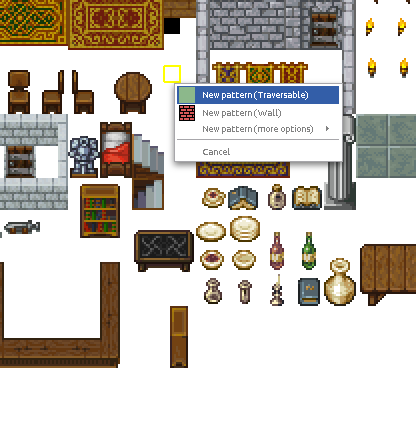 New pattern (Traversable)
New pattern (Wall)
New pattern (more options)
Cancel